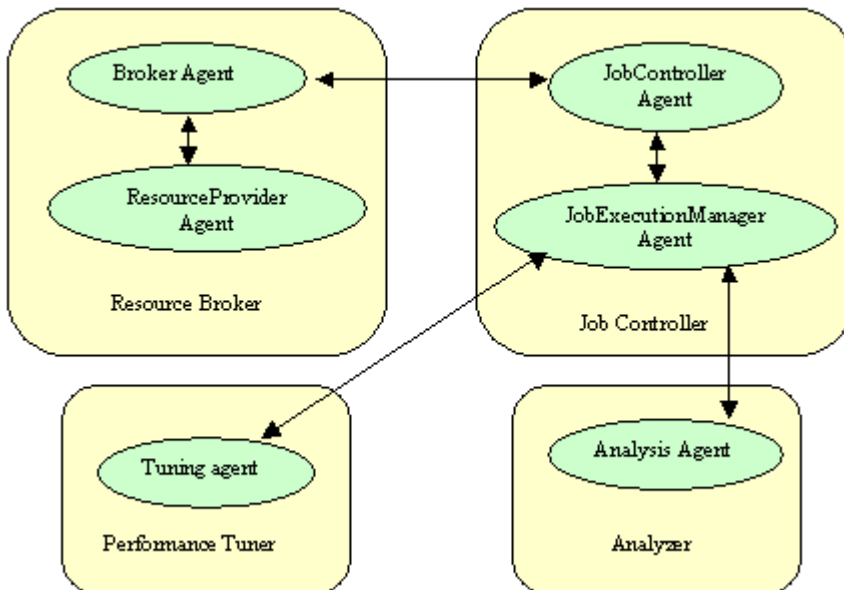 Broker Agent
ResourceProvider
Agent
Resource Broker
JobController
Agent
JobExecutionManager
Agent
Job Controller
Tuning agent
Performance Tuner
Analysis Agent
Analyzer